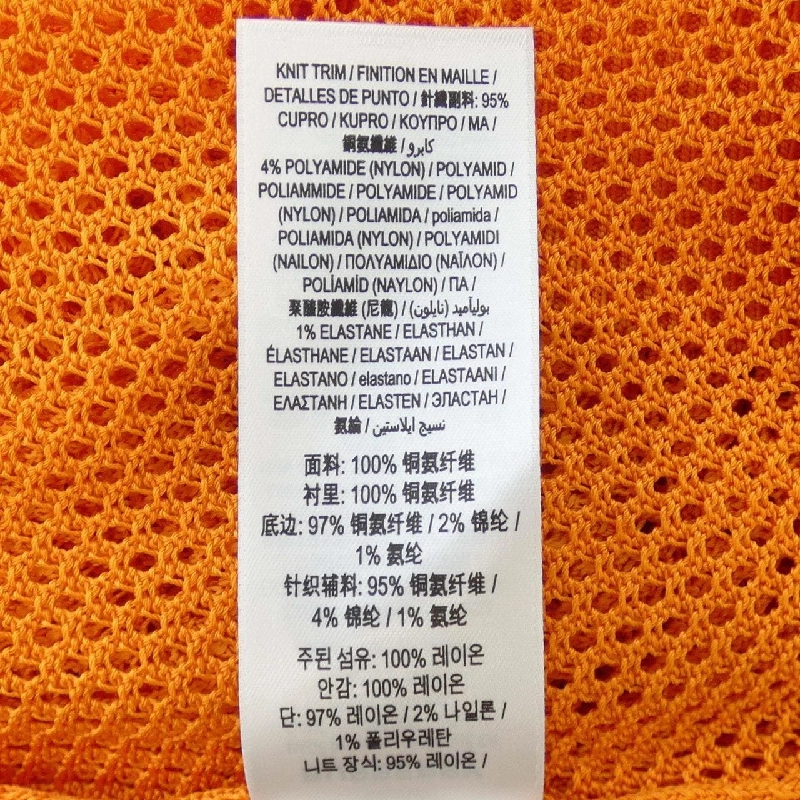 KNIT TRIM / FINITION EN MAILLE /
DETALLES DE PUNTO / 針織副料: 95%
CUPRO / KUPRO / ΚΟΥΠΡΟ / MA /
銅氨纖維 / كابرو
4% POLYAMIDE (NYLON) / POLYAMID /
POLIAMMIDE / POLYAMIDE / POLYAMID
(NYLON) / POLIAMIDA / poliamida /
POLIAMIDA (NYLON) / POLYAMIDI
(NAILON) / ΠΟΛΥΑΜΙΔΙΟ (ΝΑΪΛΟΝ) /
POLİAMİD (NAYLON) / ПА /
聚醯胺纖維 (尼龍) / بولیآمید (نایلون)
1% ELASTANE / ELASTHAN /
ÉLASTHANE / ELASTAAN / ELASTAN /
ELASTANO / elastano / ELASTAANI /
ΕΛΑΣΤΑΝΗ / ELASTEN / ЭЛАСТАН /
氨綸 / نسيج ايلاستين
面料: 100% 铜氨纤维
衬里: 100% 铜氨纤维
底边: 97% 铜氨纤维 / 2% 锦纶 /
1% 氨纶
针织辅料: 95% 铜氨纤维 /
4% 锦纶 / 1% 氨纶
주된 섬유: 100% 레이온
안감: 100% 레이온
단: 97% 레이온 / 2% 나일론 /
1% 폴리우레탄
니트 장식: 95% 레이온 /